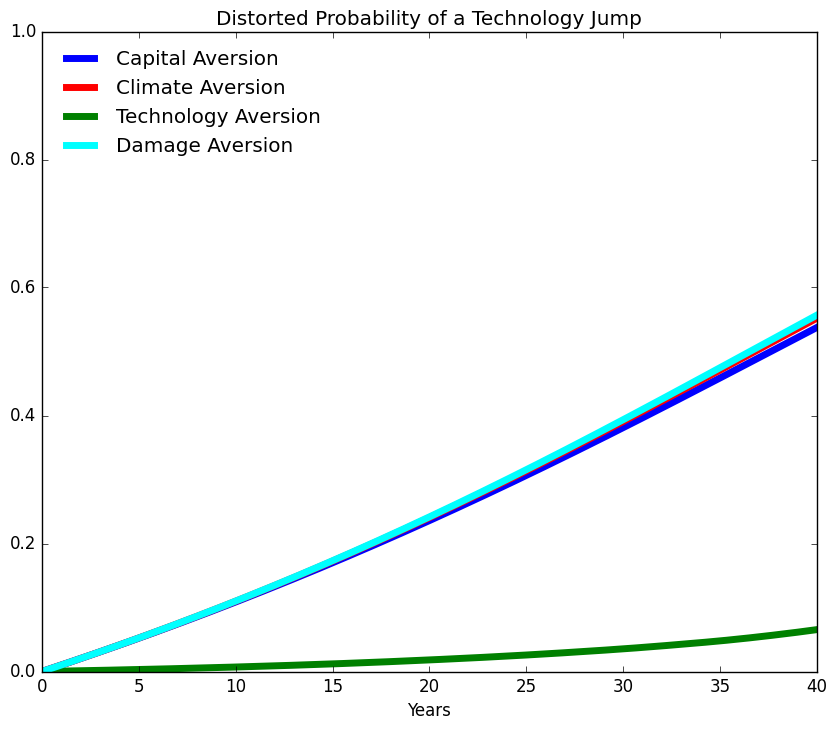 Distorted Probability of a Technology Jump
1.0
Capital Aversion
Climate Aversion
Technology Aversion
Damage Aversion
0.8
0.6
0.4
0.2
0.0
0 5 10 15 20 25 30 35 40
Years